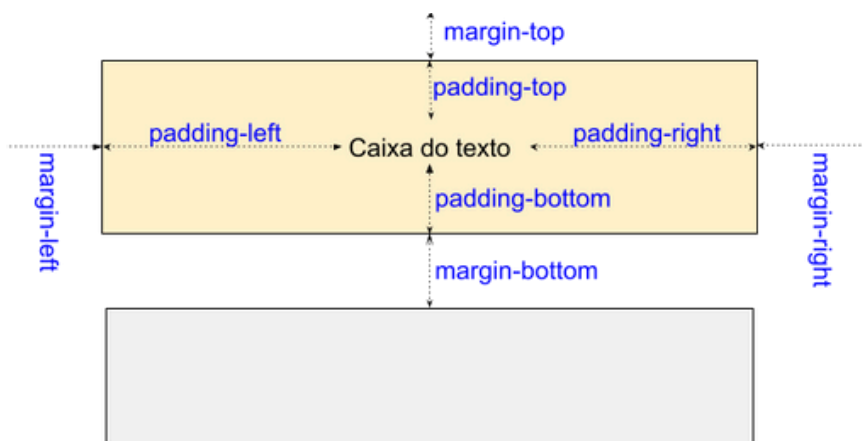 margin-top
padding-top
padding-left
Caixa do texto
padding-right
margin-left
margin-right
padding-bottom
margin-bottom